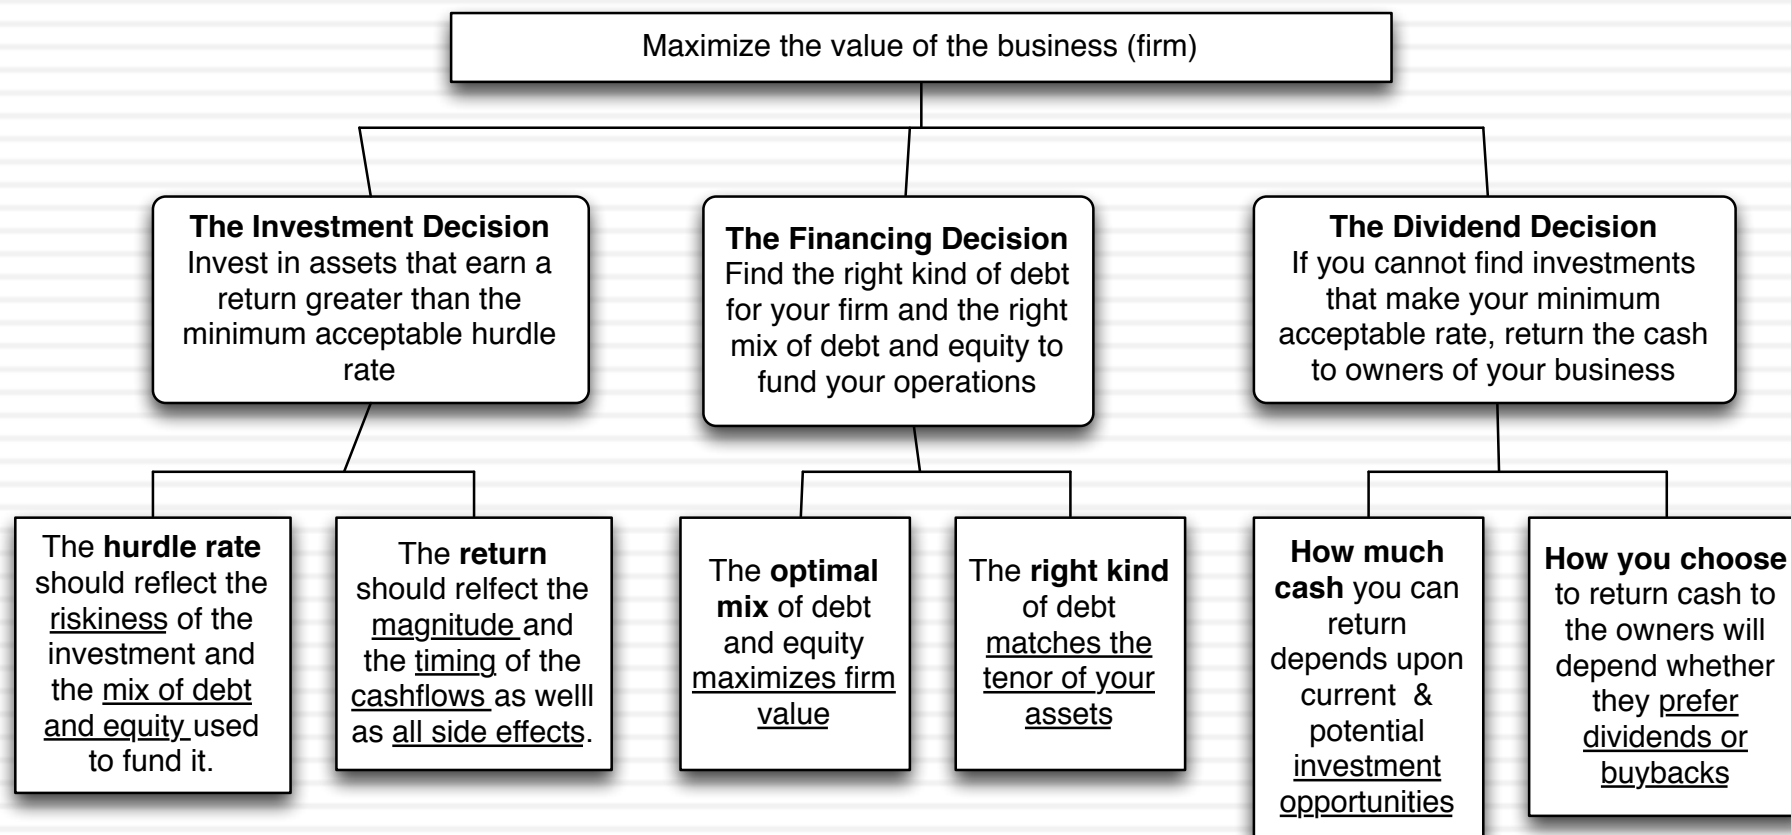 Maximize the value of the business (firm)
The Investment Decision
Invest in assets that earn a
return greater than the
minimum acceptable hurdle
rate
The Financing Decision
Find the right kind of debt
for your firm and the right
mix of debt and equity to
fund your operations
The Dividend Decision
If you cannot find investments
that make your minimum
acceptable rate, return the cash
to owners of your business
The hurdle rate
should reflect the
riskiness of the
investment and
the mix of debt
and equity used
to fund it.
The return
should relfect the
magnitude and
the timing of the
cashflows as welll
as all side effects.
The optimal
mix of debt
and equity
maximizes firm
value
The right kind
of debt
matches the
tenor of your
assets
How much
cash you can
return
depends upon
current & 
potential
investment
opportunities
How you choose
to return cash to
the owners will
depend whether
they prefer
dividends or
buybacks